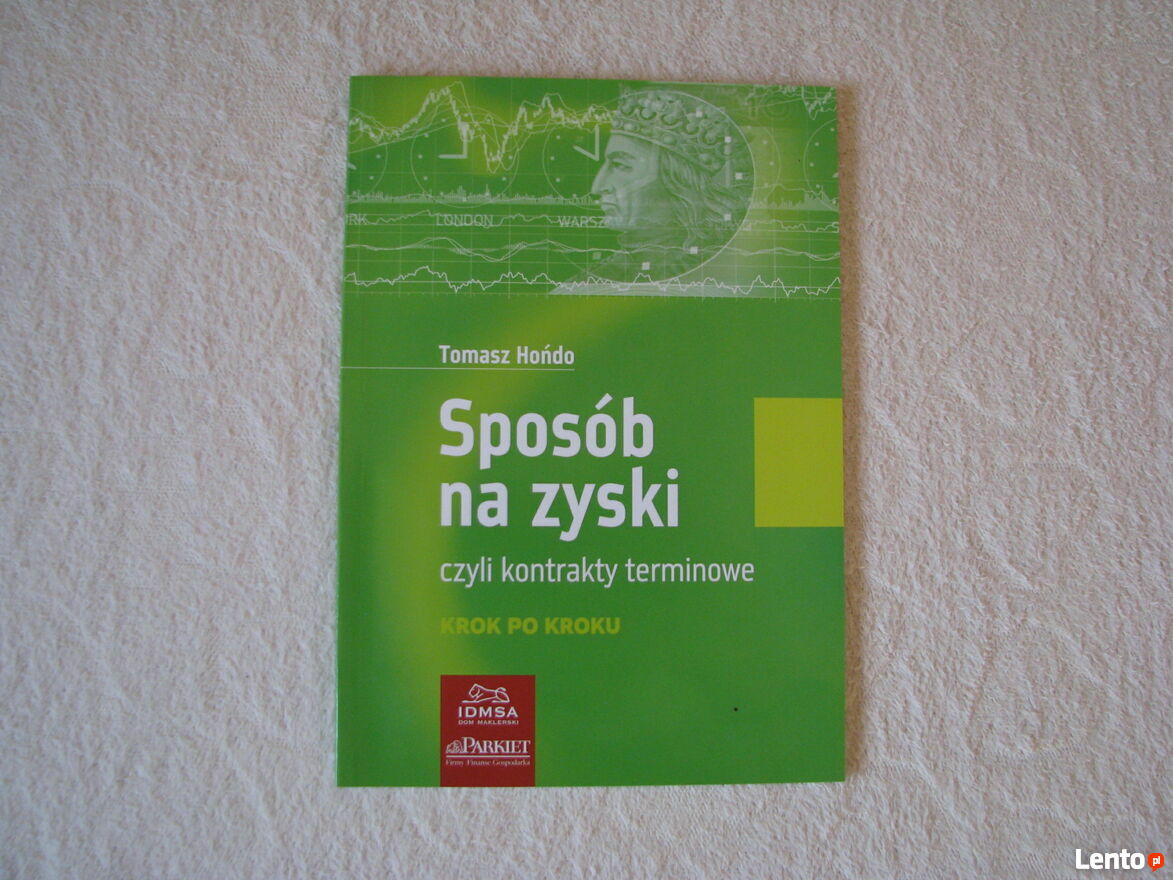 RK LONDON WARSZ
Tomasz Hońdo
Sposób
na zyski
czyli kontrakty terminowe
KROK PO KROKU
IDMSA
DOM MAKLERSKI
PARKIET
Firmy Finanse Gospodarka
Lento.pl